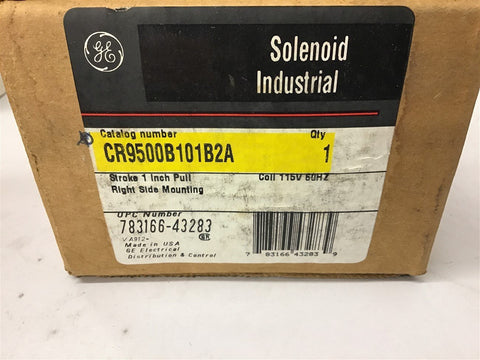 GE
Solenoid
Industrial
Catalog number Qty
CR9500B101B2A 1
Stroke 1 Inch Pull Coil 115V 60HZ
Right Side Mounting
UPC Number
783166-43283
VA912-
Made in USA
GE Electrical
Distribution & Control
7 83166 43283 9